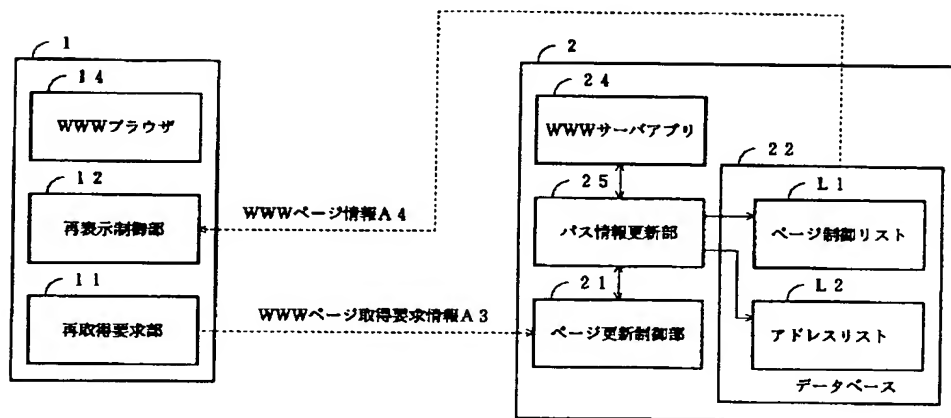 1
14
WWWブラウザ
12
再表示制御部
11
再取得要求部
WWWページ情報A4
WWWページ取得要求情報A3
2
24
WWWサーバアプリ
25
パス情報更新部
21
ページ更新制御部
22
L1
ページ制御リスト
L2
アドレスリスト
データベース